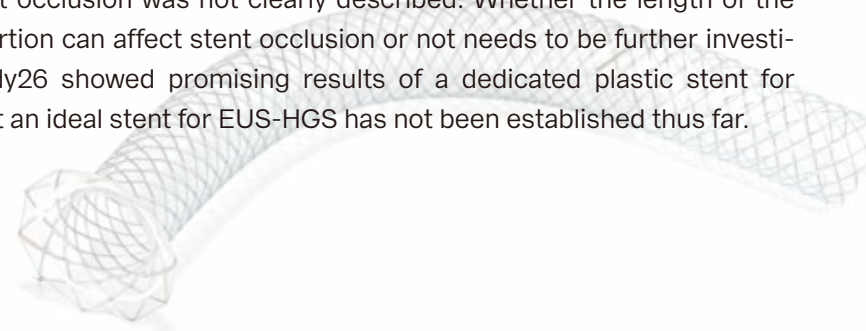 t occlusion was not clearly described. Whether the length of the
rtion can affect stent occlusion or not needs to be further investi-
ly26 showed promising results of a dedicated plastic stent for
t an ideal stent for EUS-HGS has not been established thus far.